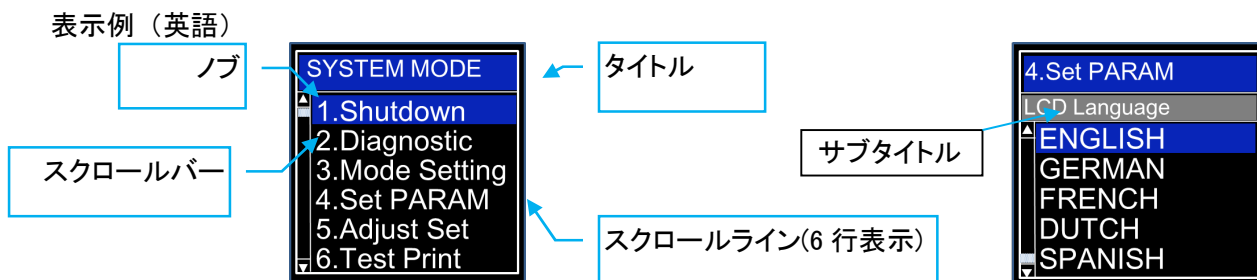 表示例（英語）
ノブ
スクロールバー
SYSTEM MODE
1.Shutdown
2.Diagnostic
3.Mode Setting
4.Set PARAM
5.Adjust Set
6.Test Print
タイトル
スクロールライン(6 行表示)
サブタイトル
4.Set PARAM
LCD Language
ENGLISH
GERMAN
FRENCH
DUTCH
SPANISH